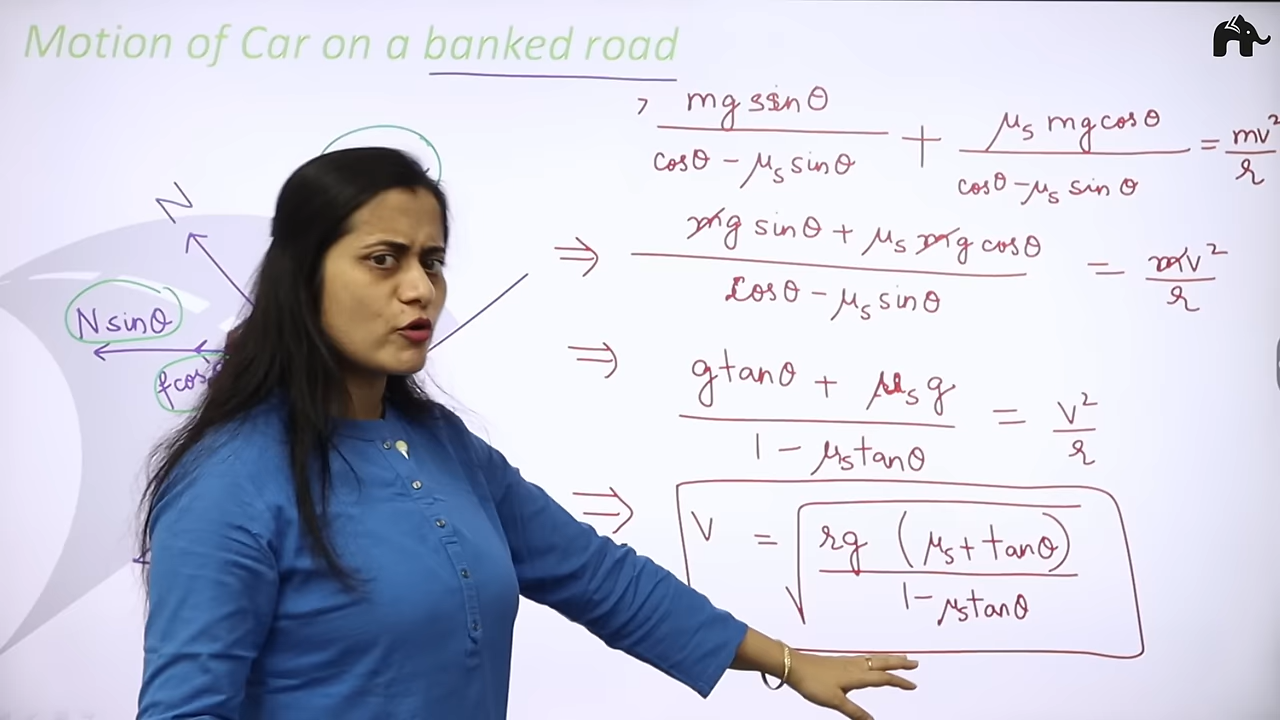 Motion of Car on a banked road
N
N sinθ
mg sinθ / cosθ - μs sinθ + μs mg cosθ / cosθ - μs sinθ = mv² / r
⇒ mg sinθ + μs mg cosθ / cosθ - μs sinθ = mv² / r
⇒ g tanθ + μs g / 1 - μs tanθ = v² / r
⇒ v = √ rg (μs + tanθ) / 1 - μs tanθ